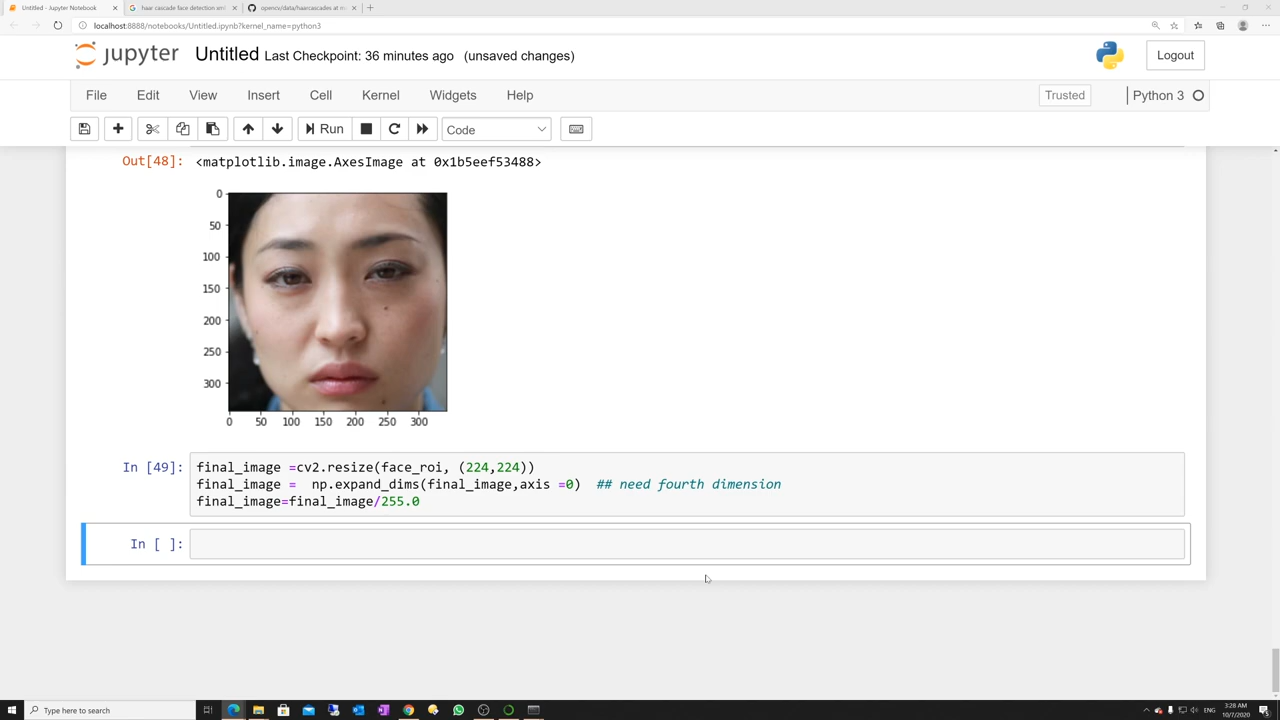 Untitled - Jupyter Notebook
haar cascade face detection xml
opencv/data/haarcascades at m
localhost:8888/notebooks/Untitled.ipynb?kernel_name=python3
jupyter Untitled Last Checkpoint: 36 minutes ago (unsaved changes)
Logout
File Edit View Insert Cell Kernel Widgets Help
Trusted
Python 3
Run
Code
Out[48]: <matplotlib.image.AxesImage at 0x1b5eef53488>
0
50
100
150
200
250
300
0 50 100 150 200 250 300
In [49]: final_image =cv2.resize(face_roi, (224,224))
final_image = np.expand_dims(final_image,axis =0) ## need fourth dimension
final_image=final_image/255.0
In [ ]:
Type here to search
ENG
3:28 AM
10/7/2020